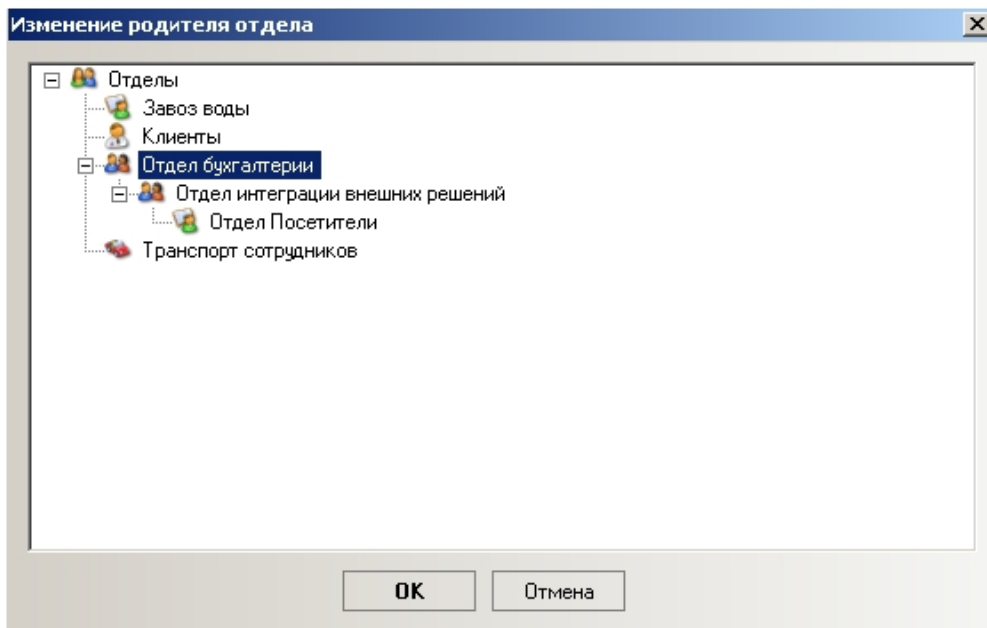 Изменение родителя отдела
Отделы
Завоз воды
Клиенты
Отдел бухгалтерии
Отдел интеграции внешних решений
Отдел Посетители
Транспорт сотрудников
OK
Отмена